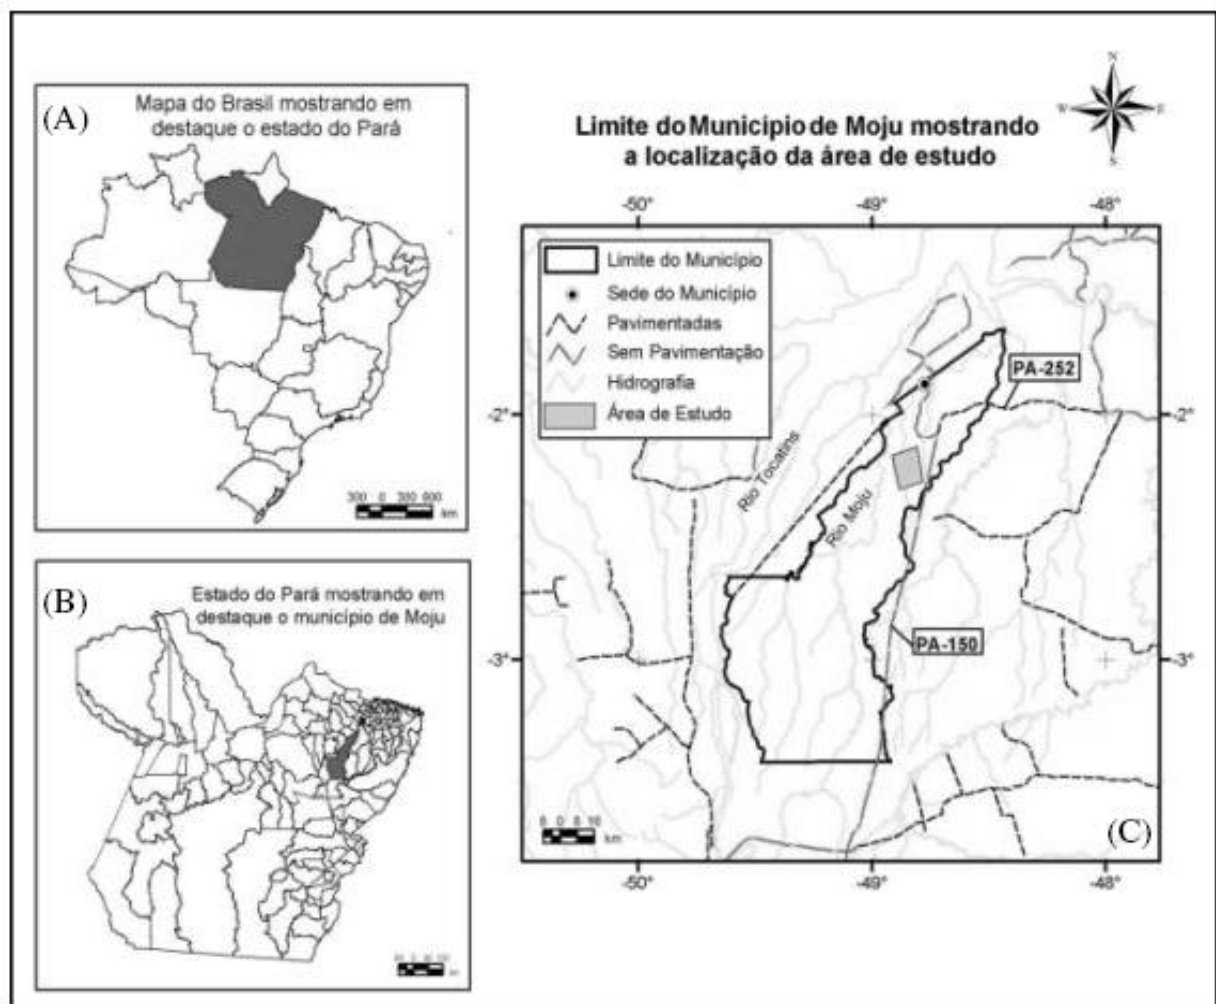 (A)
Mapa do Brasil mostrando em
destaque o estado do Pará
300 0 300 600
km
(B)
Estado do Pará mostrando em
destaque o município de Moju
Limite do Município de Moju mostrando
a localização da área de estudo
N
W
E
S
-50°
-49°
-48°
Limite do Município
Sede do Município
Pavimentadas
Sem Pavimentação
Hidrografia
Área de Estudo
PA-252
-2°
-2°
Rio Tocatins
Rio Moju
PA-150
-3°
-3°
km
(C)
-50°
-49°
-48°